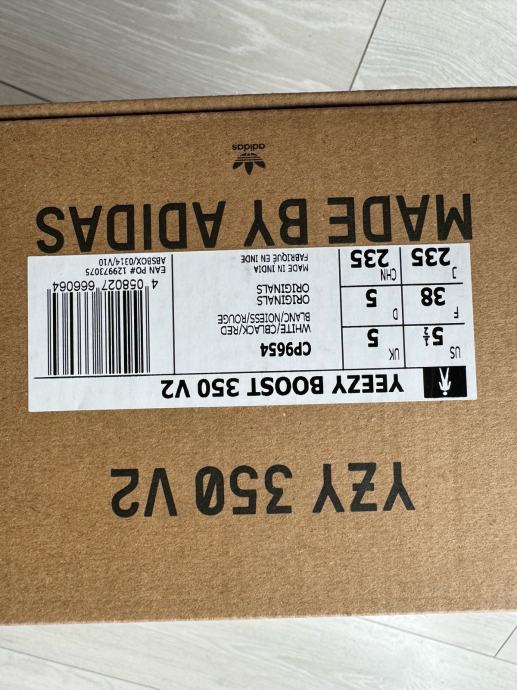 YZY 350 V2
YEEZY BOOST 350 V2
US 5½ UK 5
F 38 D 5
J 235 CHN 235
CP9654
WHITE/CBLACK/RED
BLANC/NOIESS/ROUGE
ORIGINALS
ORIGINALS
MADE IN INDIA
FABRIQUÉ EN INDE
4 058027 666064
EAN PO# 129973075
ABSBOX/0314/V10
MADE BY ADIDAS
adidas